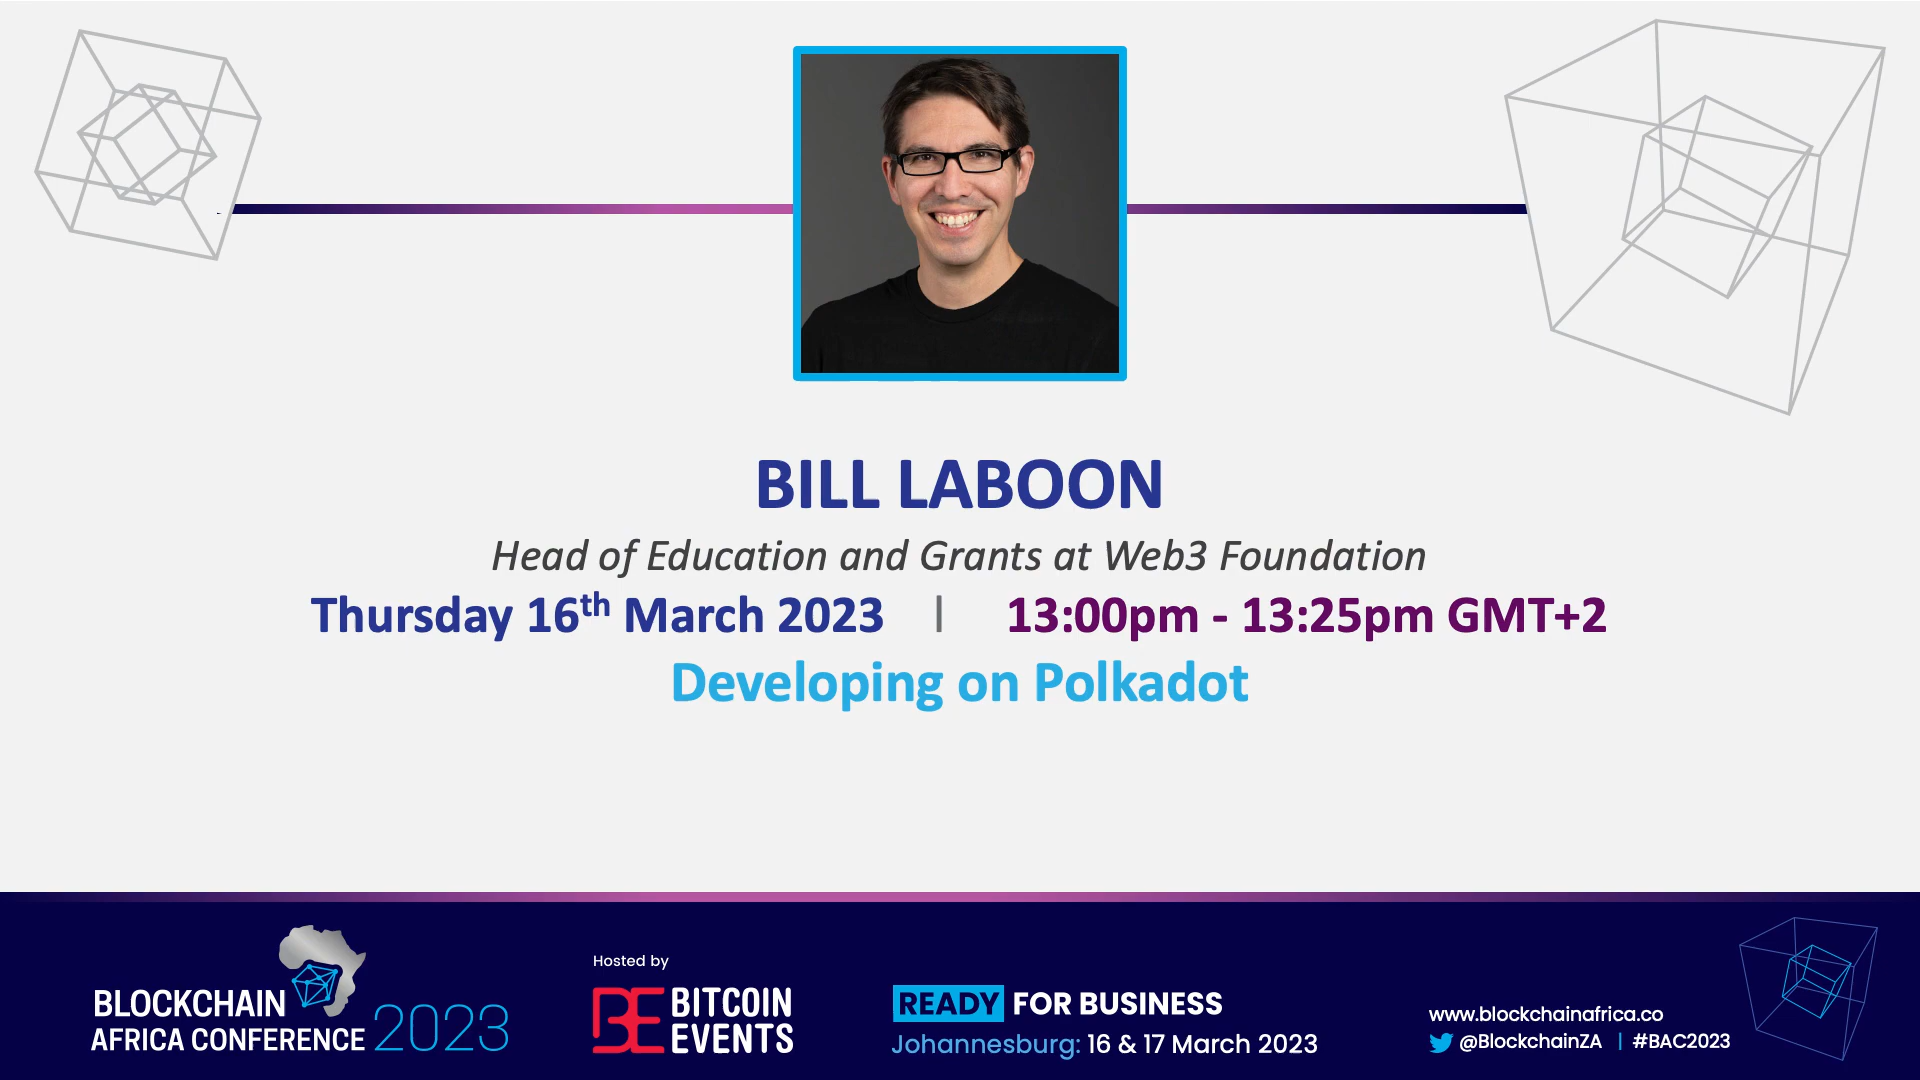 BILL LABOON
Head of Education and Grants at Web3 Foundation
Thursday 16th March 2023 | 13:00pm - 13:25pm GMT+2
Developing on Polkadot
BLOCKCHAIN
AFRICA CONFERENCE 2023
Hosted by
BE BITCOIN
EVENTS
READY FOR BUSINESS
Johannesburg: 16 & 17 March 2023
www.blockchainafrica.co
@BlockchainZA | #BAC2023